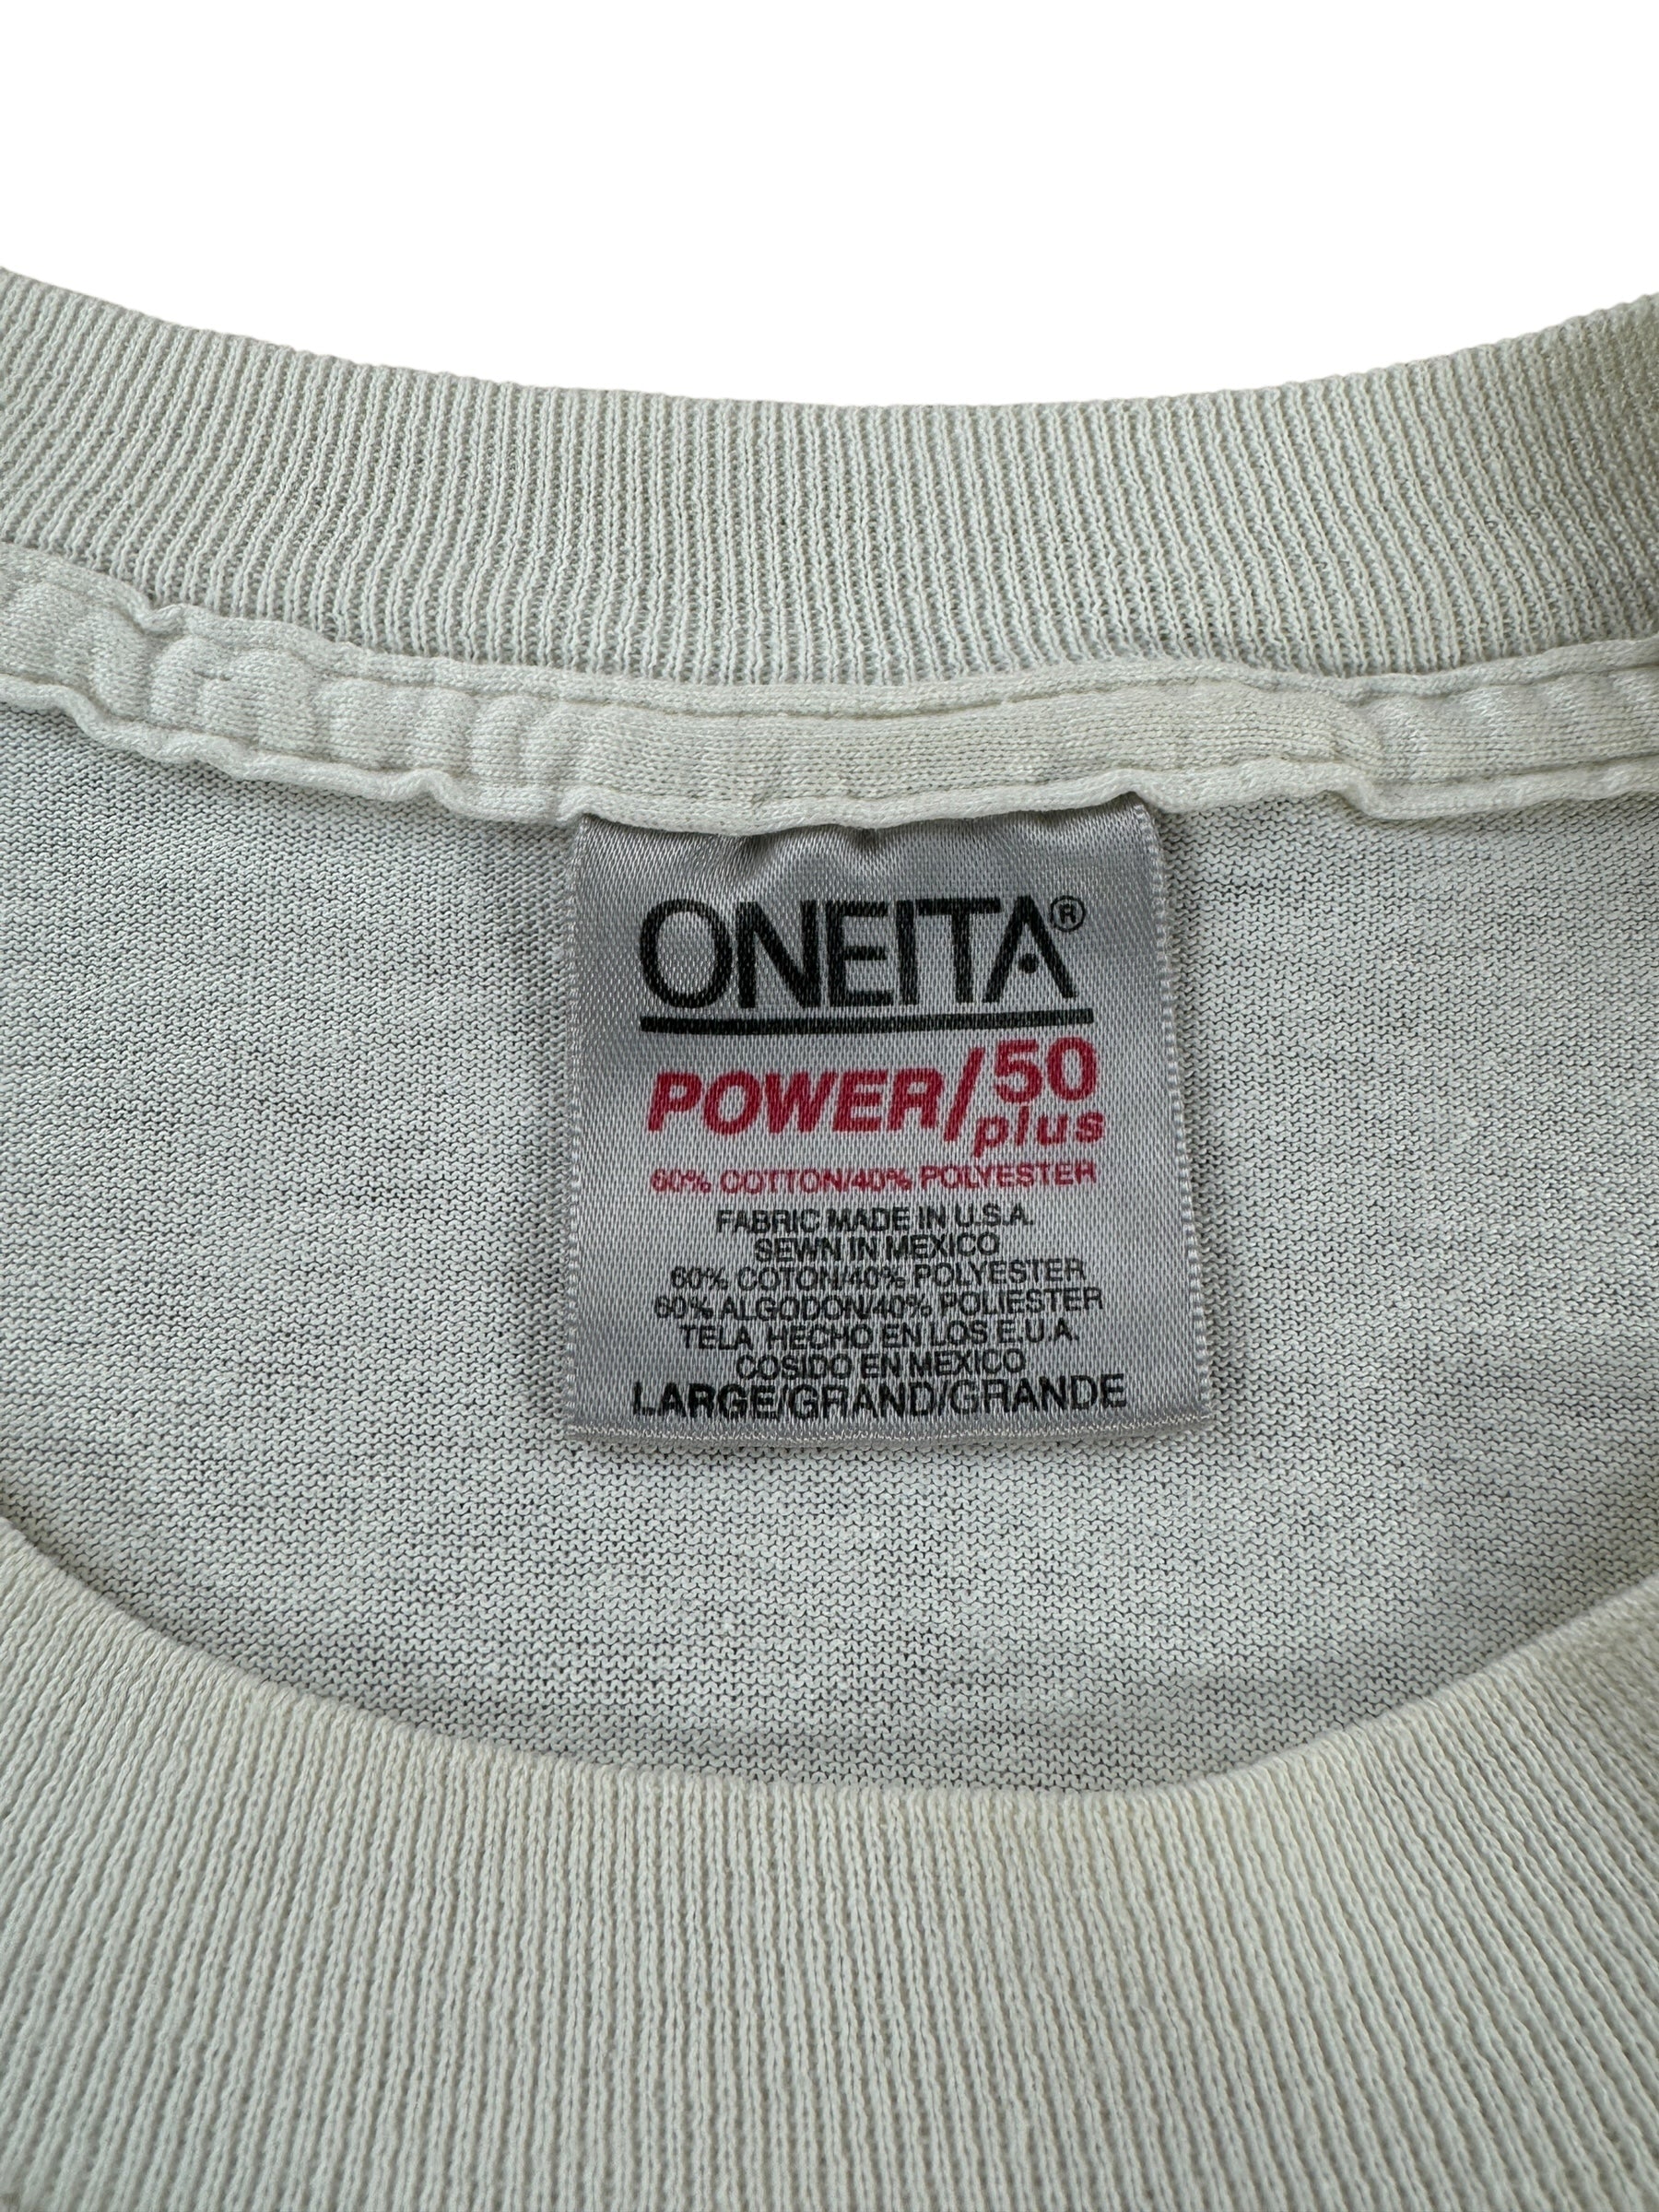 ONEITA®
POWER/50 plus
60% COTTON/40% POLYESTER
FABRIC MADE IN U.S.A.
SEWN IN MEXICO
60% COTON/40% POLYESTER
60% ALGODON/40% POLIESTER
TELA HECHO EN LOS E.U.A.
COSIDO EN MEXICO
LARGE/GRAND/GRANDE